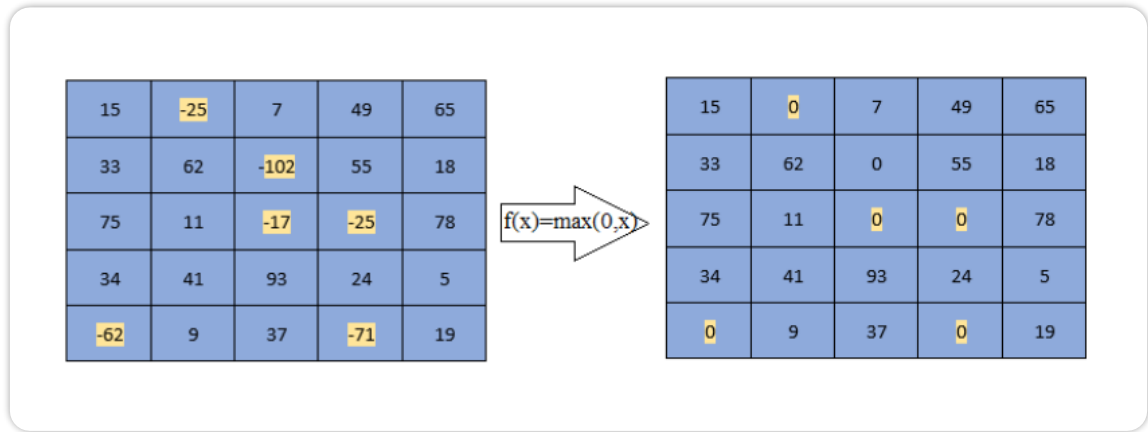 15 -25 7 49 65
33 62 -102 55 18
75 11 -17 -25 78
34 41 93 24 5
-62 9 37 -71 19
f(x)=max(0,x)
15 0 7 49 65
33 62 0 55 18
75 11 0 0 78
34 41 93 24 5
0 9 37 0 19